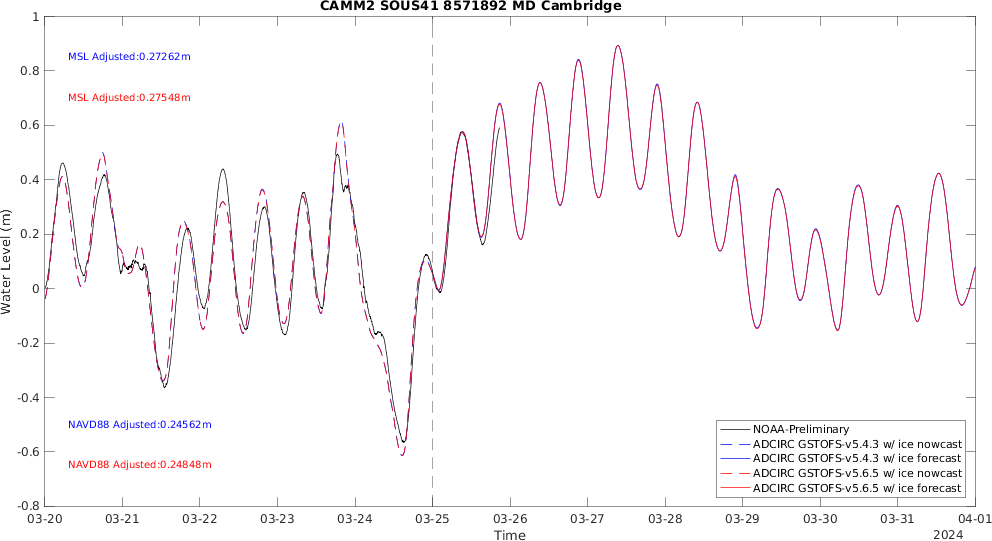 CAMM2 SOUS41 8571892 MD Cambridge
MSL Adjusted:0.27262m
MSL Adjusted:0.27548m
NAVD88 Adjusted:0.24562m
NAVD88 Adjusted:0.24848m
Water Level (m)
1
0.8
0.6
0.4
0.2
0
-0.2
-0.4
-0.6
-0.8
NOAA-Preliminary
ADCIRC GSTOFS-v5.4.3 w/ ice nowcast
ADCIRC GSTOFS-v5.4.3 w/ ice forecast
ADCIRC GSTOFS-v5.6.5 w/ ice nowcast
ADCIRC GSTOFS-v5.6.5 w/ ice forecast
03-20 03-21 03-22 03-23 03-24 03-25 03-26 03-27 03-28 03-29 03-30 03-31 04-01
Time
2024